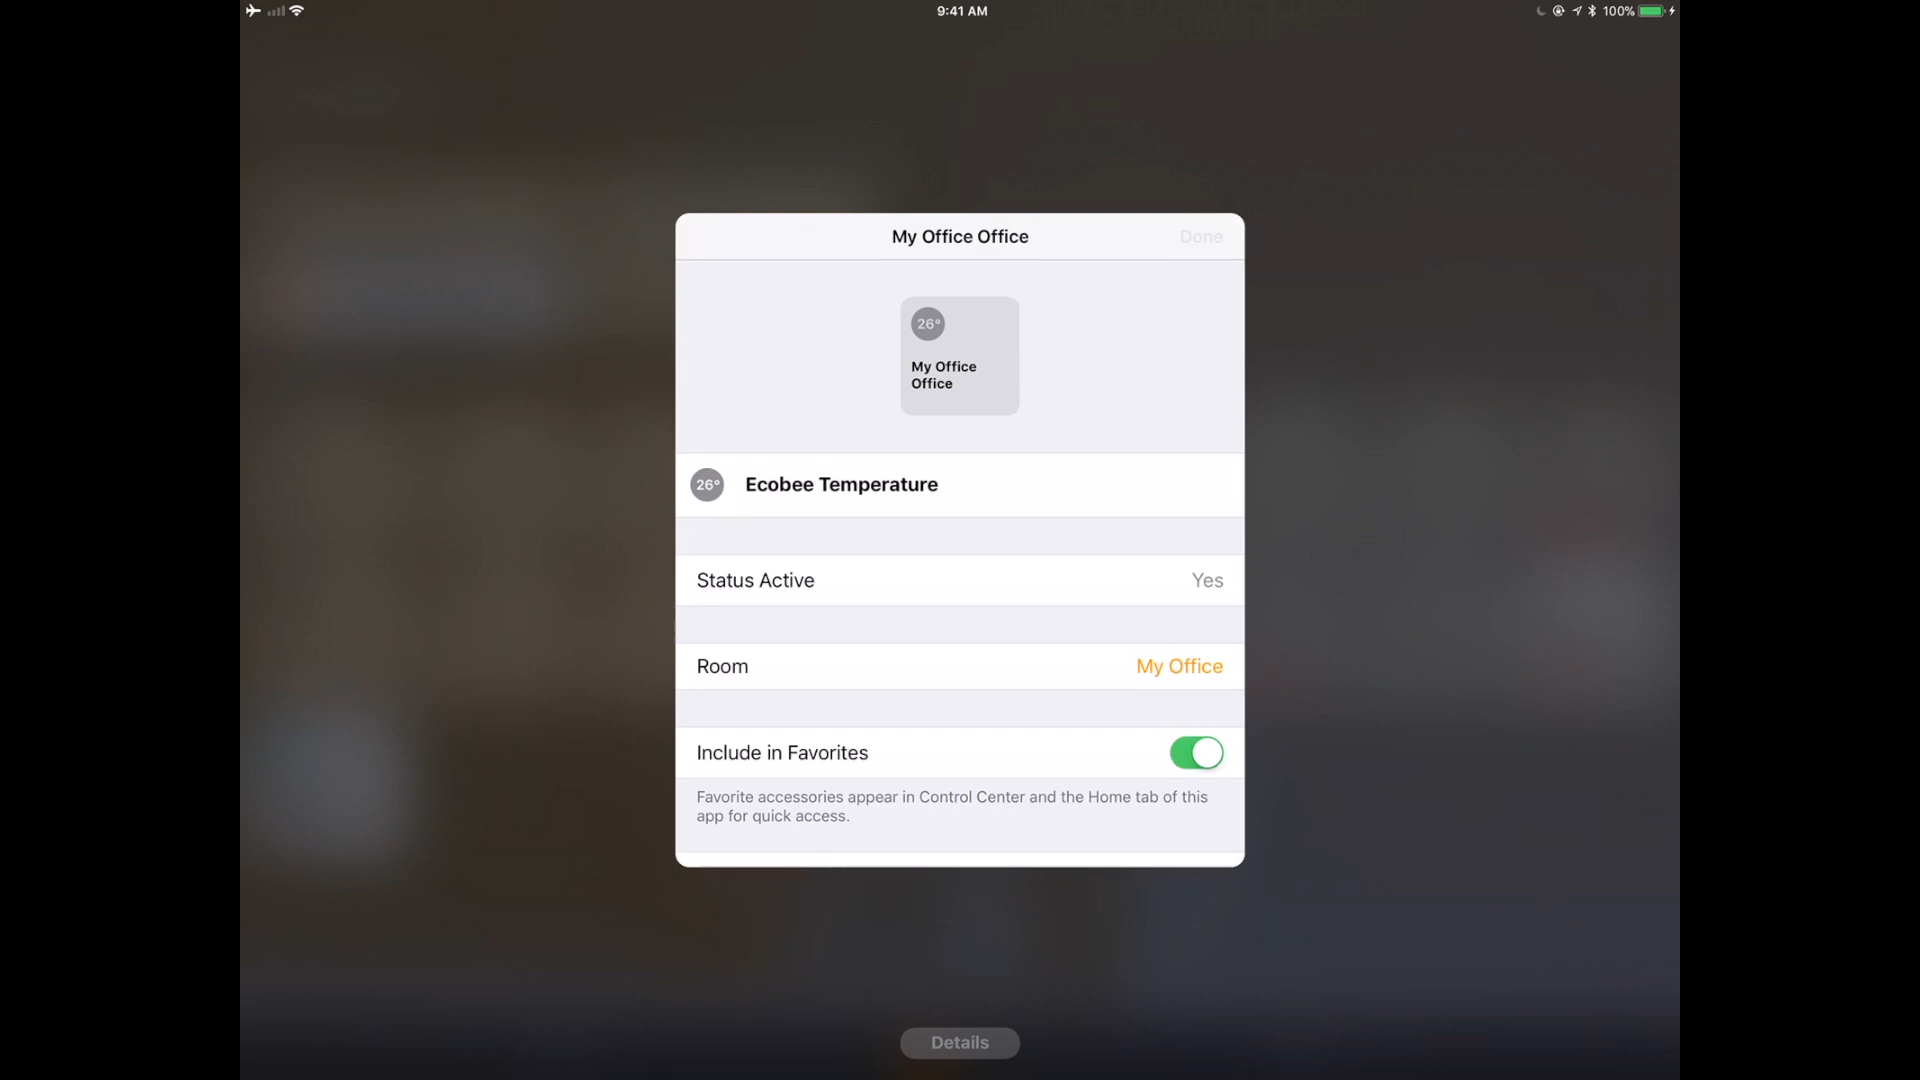 9:41 AM
100%
My Office Office
Done
26°
My Office
Office
26°
Ecobee Temperature
Status Active
Yes
Room
My Office
Include in Favorites
Favorite accessories appear in Control Center and the Home tab of this
app for quick access.
Details